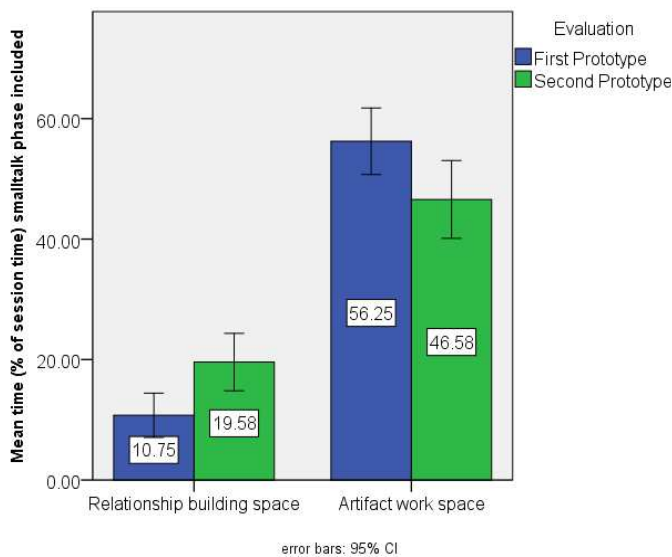 Evaluation
First Prototype
Second Prototype
Mean time (% of session time) smalltalk phase included
60.00
40.00
20.00
0.00
10.75
19.58
56.25
46.58
Relationship building space
Artifact work space
error bars: 95% CI